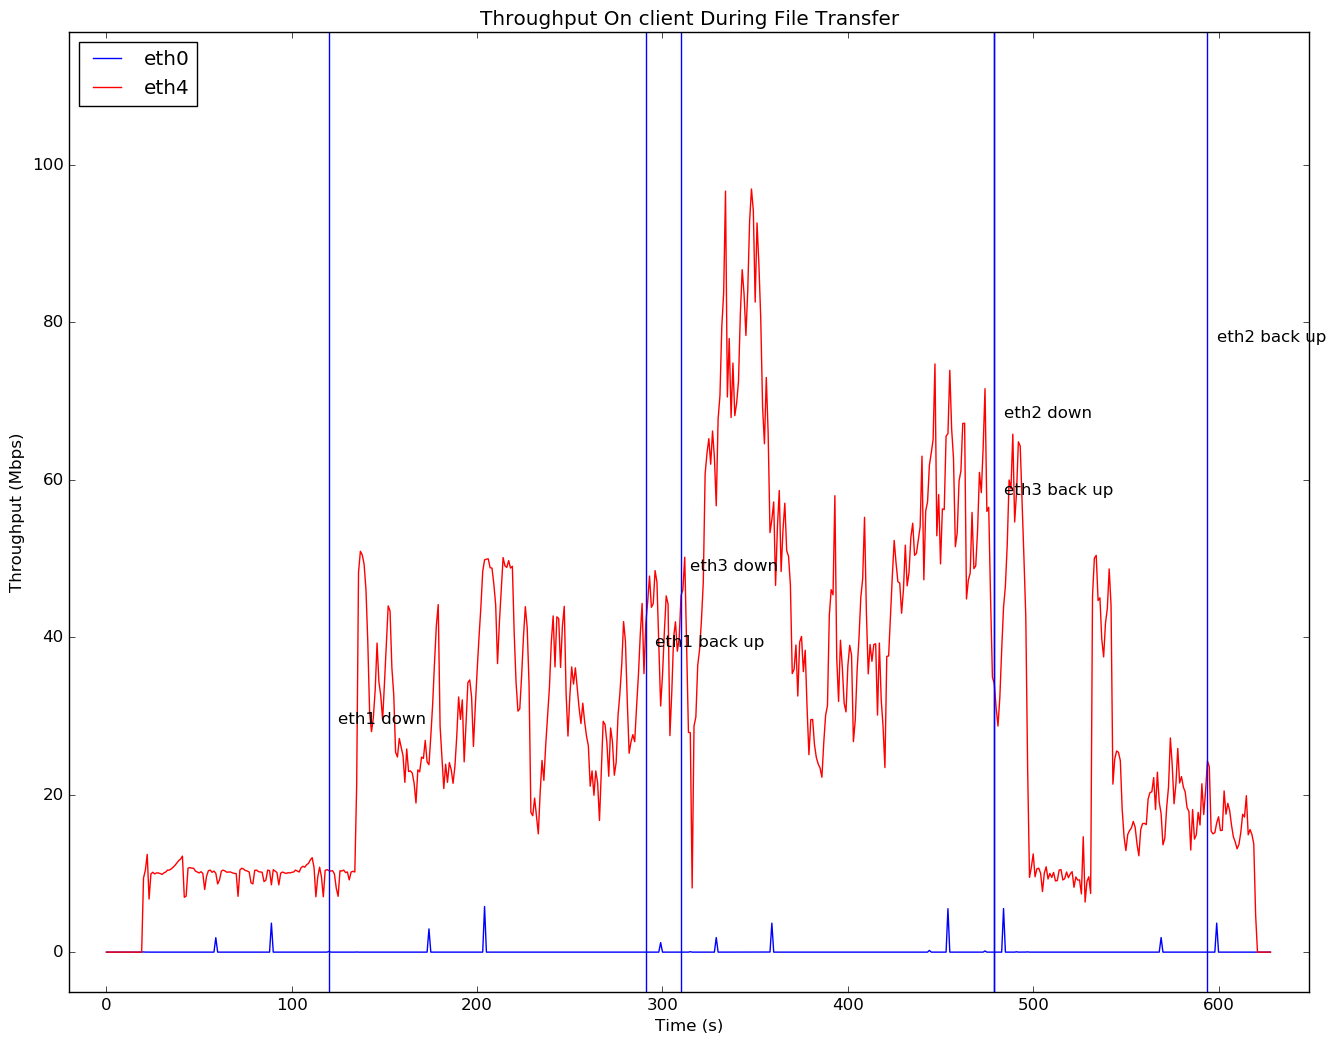 Throughput On client During File Transfer
eth0
eth4
100
80
60
40
20
0
Throughput (Mbps)
eth2 back up
eth2 down
eth3 back up
eth3 down
eth1 back up
eth1 down
0 100 200 300 400 500 600
Time (s)